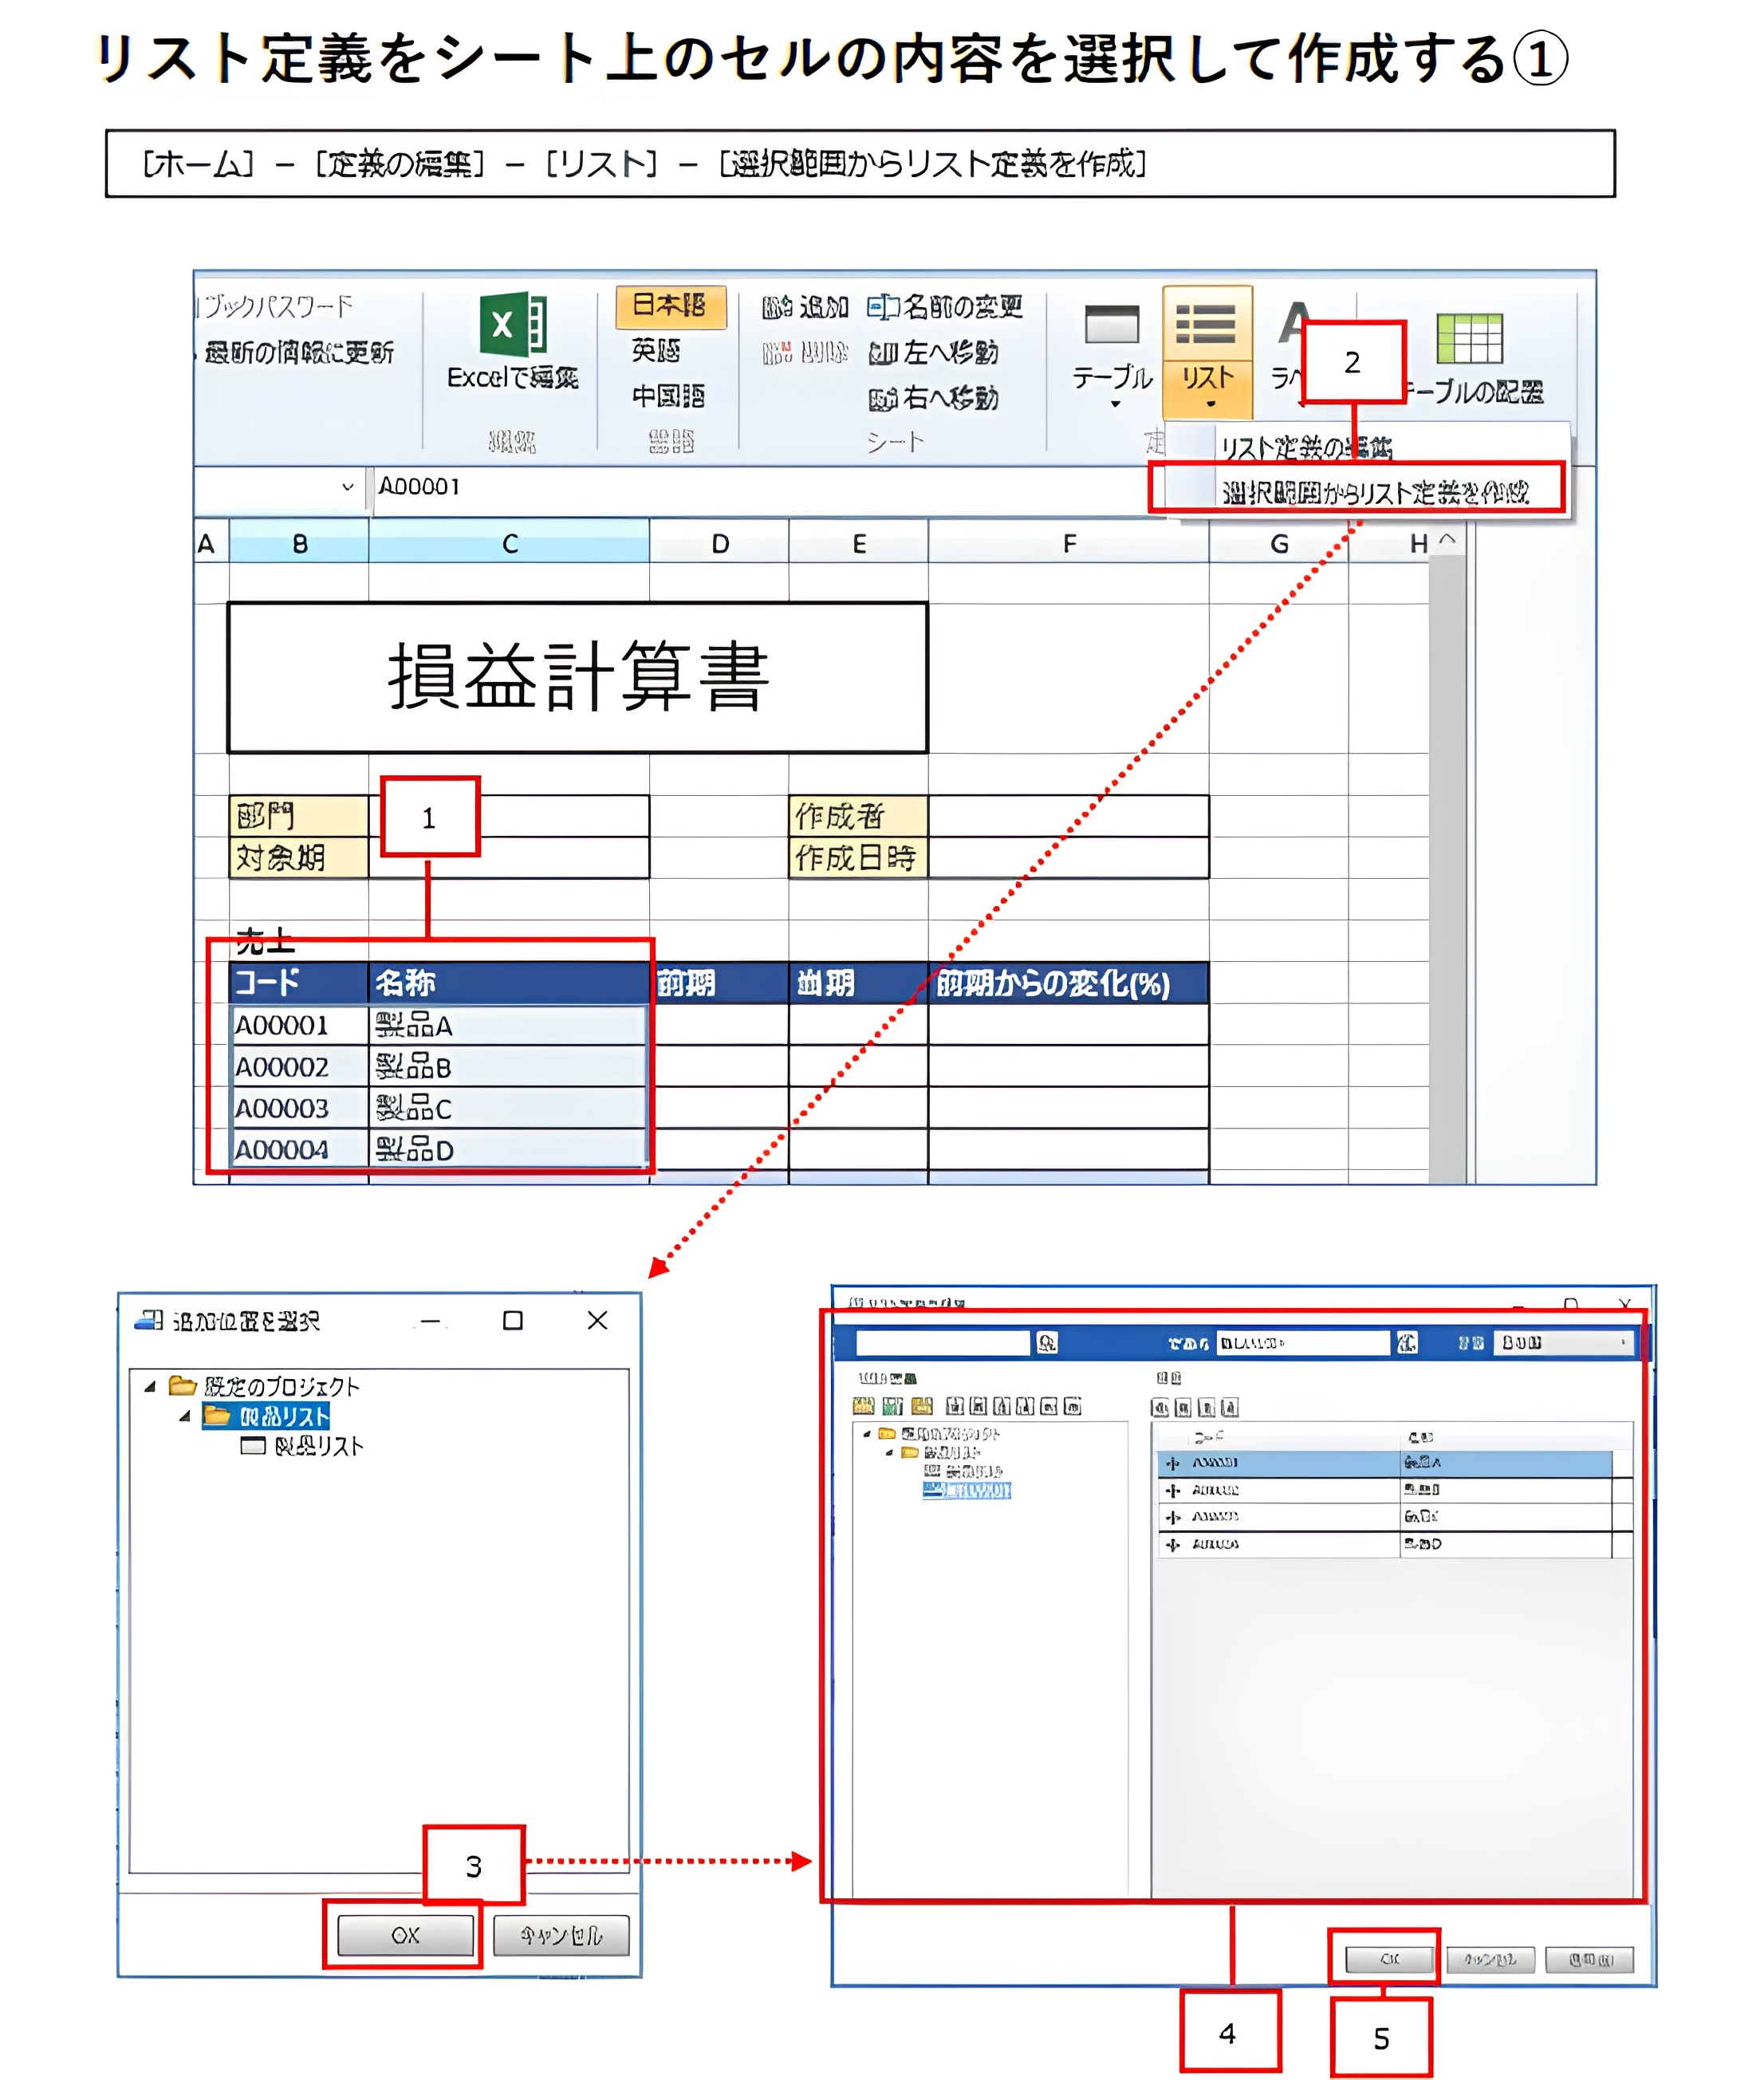 リスト定義をシート上のセルの内容を選択して作成する①
[ホーム] － [定義の編集] － [リスト] － [選択範囲からリスト定義を作成]
ブックパスワード
最新の情報に更新
Excelで編集
編集
日本語
英語
中国語
言語
追加
名前の変更
削除
左へ移動
右へ移動
シート
テーブル
リスト
ラベ
2
テーブルの配置
定
リスト定義の編集
選択範囲からリスト定義を作成
A00001
A B C D E F G H
損益計算書
1
部門 作成者
対象期 作成日時
売上
コード 名称 前期 当期 前期からの変化(%)
A00001 製品A
A00002 製品B
A00003 製品C
A00004 製品D
追加位置を選択
既定のプロジェクト
製品リスト
製品リスト
3
OK キャンセル
コード 名称
OK キャンセル
4
5